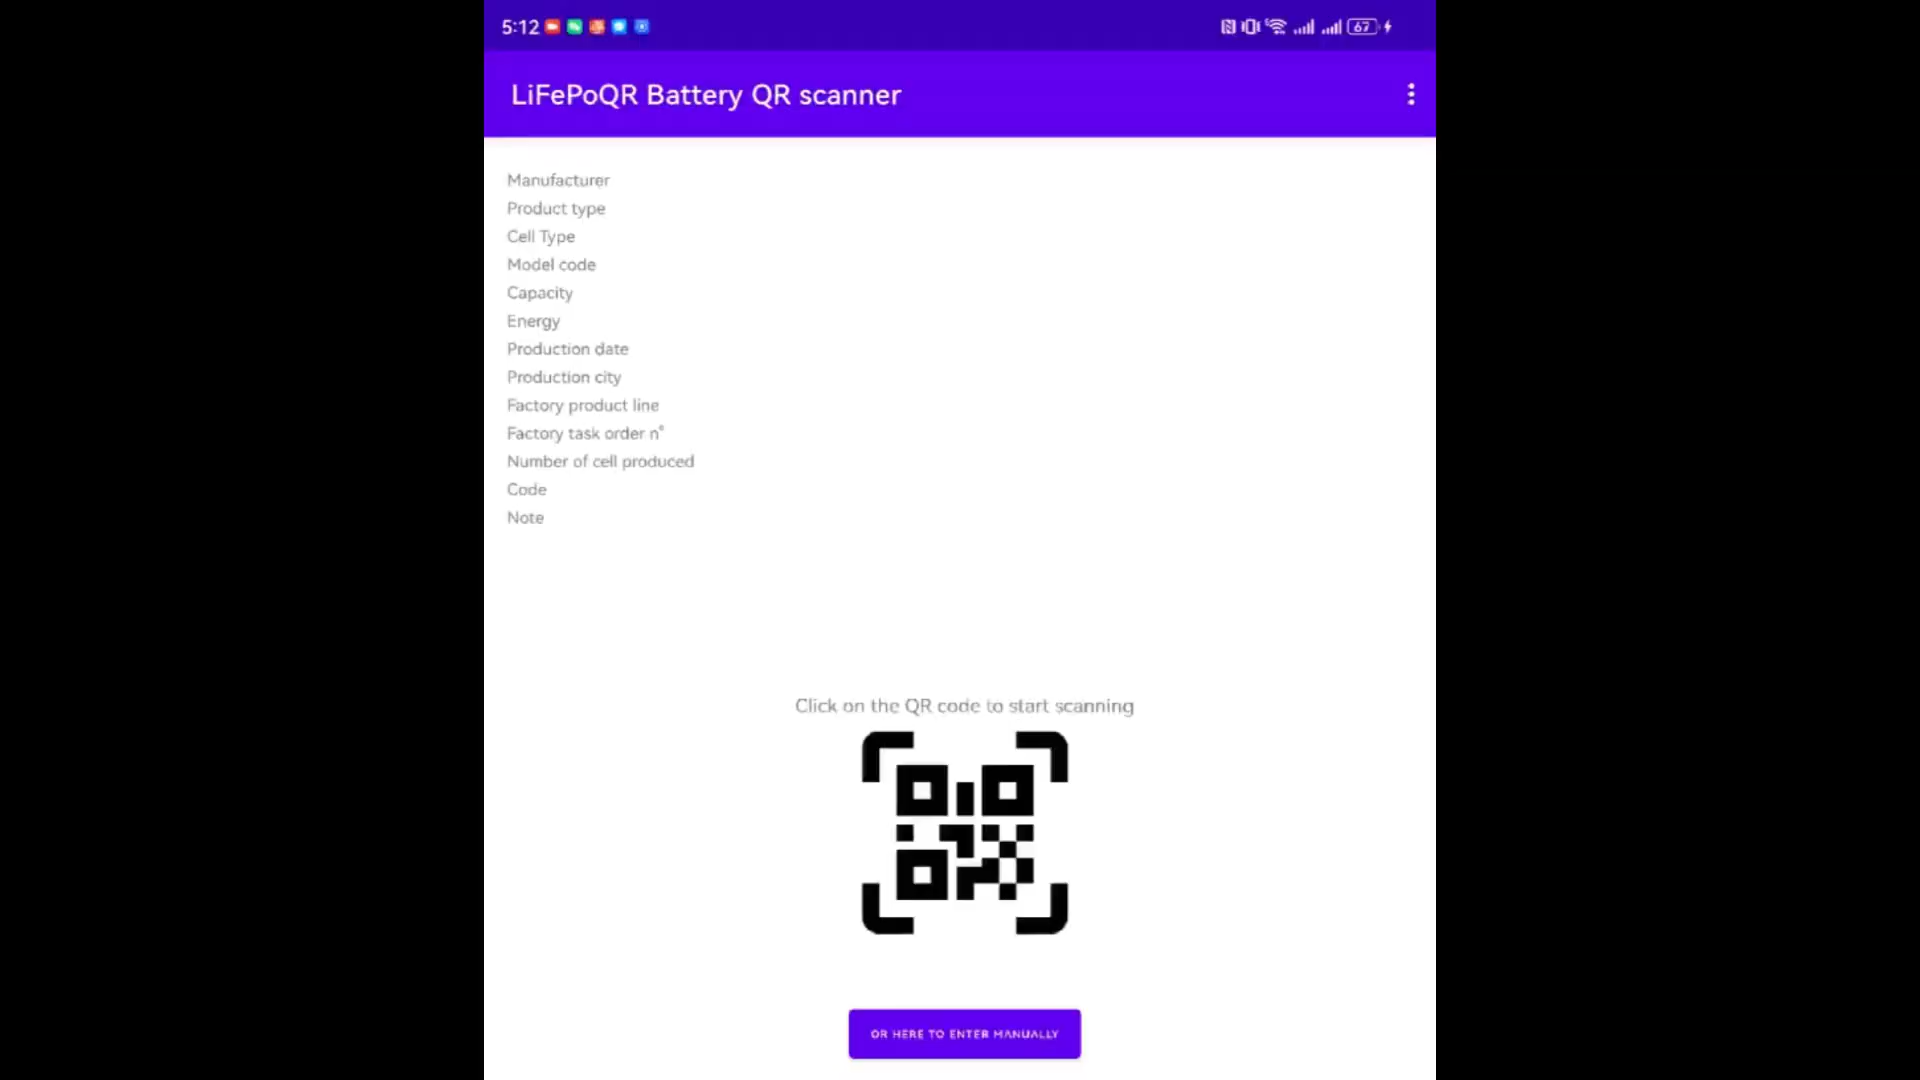 5:12
67
LiFePoQR Battery QR scanner
Manufacturer
Product type
Cell Type
Model code
Capacity
Energy
Production date
Production city
Factory product line
Factory task order n°
Number of cell produced
Code
Note
Click on the QR code to start scanning
OR HERE TO ENTER MANUALLY